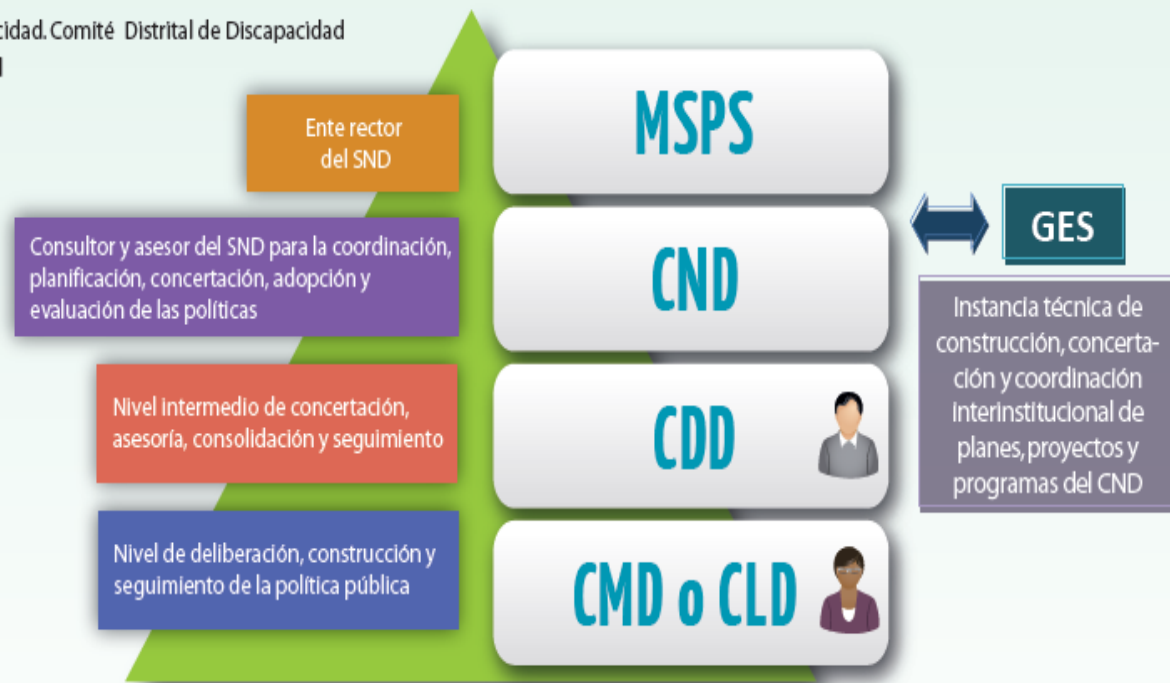 cidad. Comité Distrital de Discapacidad
Ente rector
del SND
MSPS
Consultor y asesor del SND para la coordinación,
planificación, concertación, adopción y
evaluación de las políticas
CND
GES
Instancia técnica de
construcción, concerta-
ción y coordinación
interinstitucional de
planes, proyectos y
programas del CND
Nivel intermedio de concertación,
asesoría, consolidación y seguimiento
CDD
Nivel de deliberación, construcción y
seguimiento de la política pública
CMD o CLD